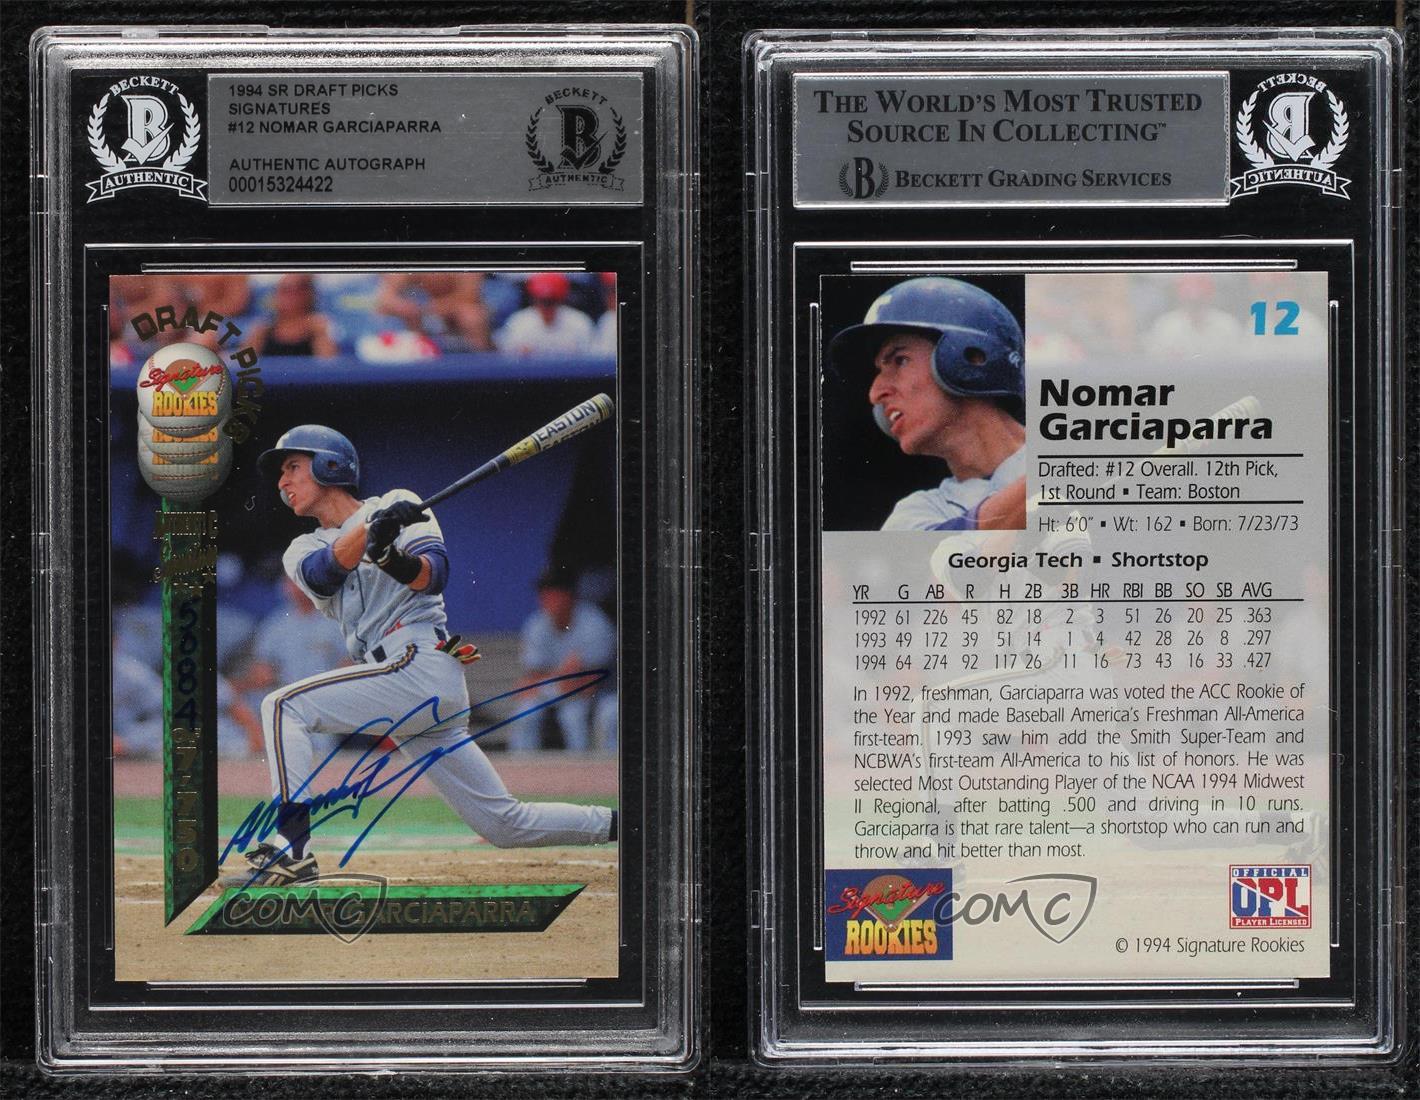 BECKETT
B
AUTHENTIC
1994 SR DRAFT PICKS
SIGNATURES
#12 NOMAR GARCIAPARRA
AUTHENTIC AUTOGRAPH
00015324422
BECKETT
B
AUTHENTIC
DRAFT PICKS
Signature
ROOKIES
ROOKIES
ROOKIES
AUTHENTIC
Signature
EASTON
GARCIAPARRA
COMC
THE WORLD'S MOST TRUSTED
SOURCE IN COLLECTING™
B BECKETT GRADING SERVICES
BECKETT
B
AUTHENTIC
12
Nomar
Garciaparra
Drafted: #12 Overall. 12th Pick,
1st Round ▪ Team: Boston
Ht: 6'0" ▪ Wt: 162 ▪ Born: 7/23/73
Georgia Tech ▪ Shortstop
YR G AB R H 2B 3B HR RBI BB SO SB AVG
1992 61 226 45 82 18 2 3 51 26 20 25 .363
1993 49 172 39 51 14 1 4 42 28 26 8 .297
1994 64 274 92 117 26 11 16 73 43 16 33 .427
In 1992, freshman, Garciaparra was voted the ACC Rookie of
the Year and made Baseball America's Freshman All-America
first-team. 1993 saw him add the Smith Super-Team and
NCBWA's first-team All-America to his list of honors. He was
selected Most Outstanding Player of the NCAA 1994 Midwest
II Regional, after batting .500 and driving in 10 runs.
Garciaparra is that rare talent—a shortstop who can run and
throw and hit better than most.
Signature
ROOKIES
COMC
OFFICIAL
OPL
PLAYER LICENSED
© 1994 Signature Rookies